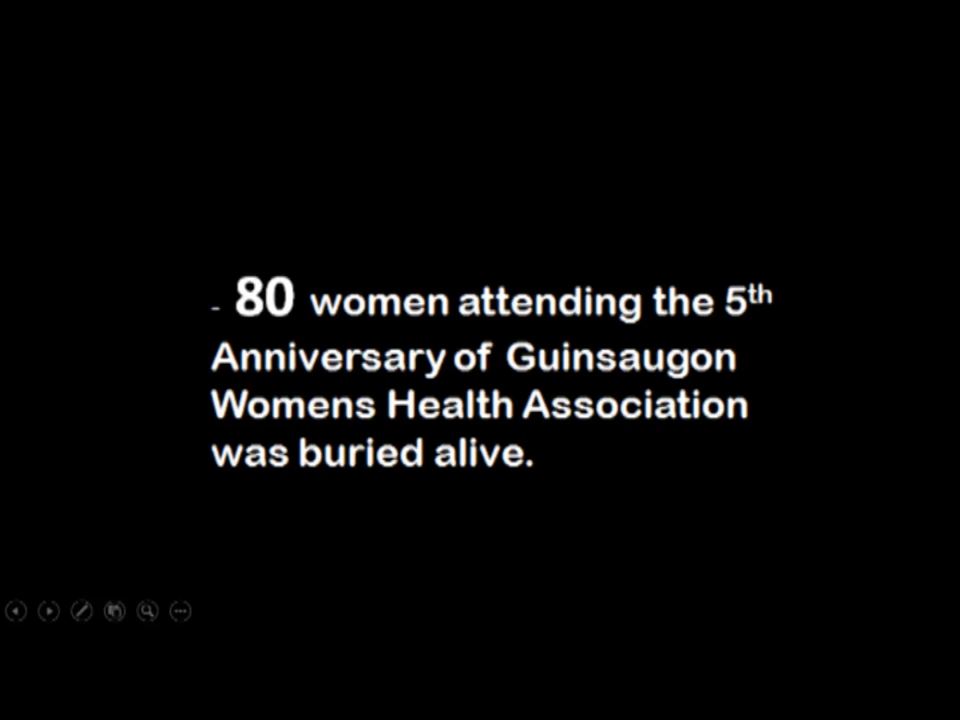 - 80 women attending the 5th
Anniversary of Guinsaugon
Womens Health Association
was buried alive.